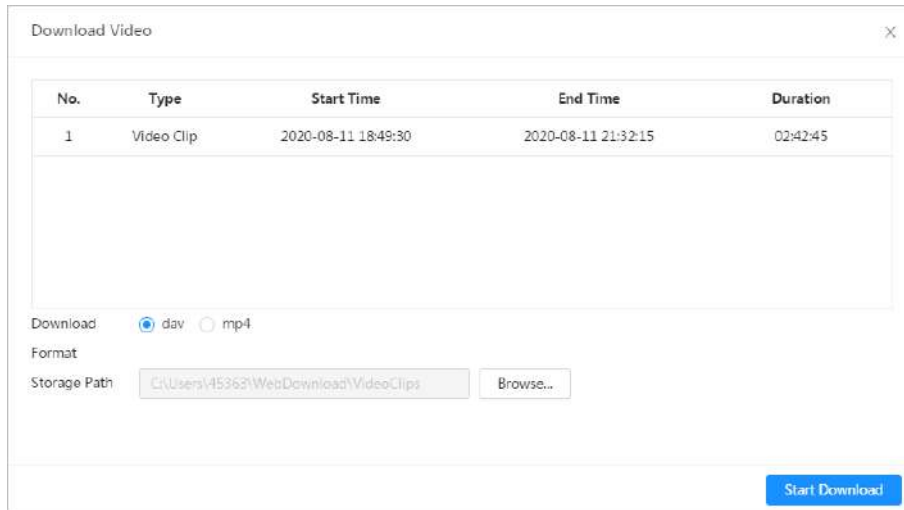 Download Video
No. Type Start Time End Time Duration
1 Video Clip 2020-08-11 18:49:30 2020-08-11 21:32:15 02:42:45
Download dav mp4
Format
Storage Path C:\Users\45363\WebDownload\VideoClips Browse...
Start Download